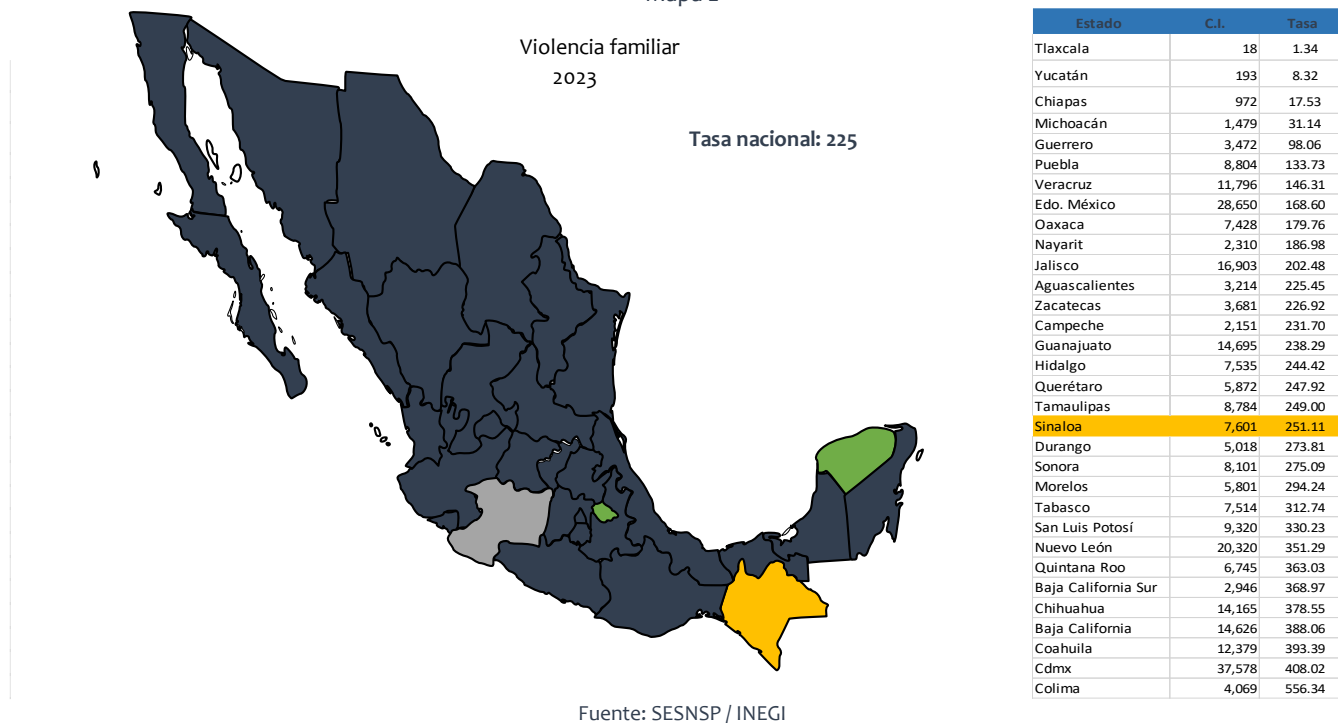 Violencia familiar
2023
Tasa nacional: 225
Estado C.I. Tasa
Tlaxcala 18 1.34
Yucatán 193 8.32
Chiapas 972 17.53
Michoacán 1,479 31.14
Guerrero 3,472 98.06
Puebla 8,804 133.73
Veracruz 11,796 146.31
Edo. México 28,650 168.60
Oaxaca 7,428 179.76
Nayarit 2,310 186.98
Jalisco 16,903 202.48
Aguascalientes 3,214 225.45
Zacatecas 3,681 226.92
Campeche 2,151 231.70
Guanajuato 14,695 238.29
Hidalgo 7,535 244.42
Querétaro 5,872 247.92
Tamaulipas 8,784 249.00
Sinaloa 7,601 251.11
Durango 5,018 273.81
Sonora 8,101 275.09
Morelos 5,801 294.24
Tabasco 7,514 312.74
San Luis Potosí 9,320 330.23
Nuevo León 20,320 351.29
Quintana Roo 6,745 363.03
Baja California Sur 2,946 368.97
Chihuahua 14,165 378.55
Baja California 14,626 388.06
Coahuila 12,379 393.39
Cdmx 37,578 408.02
Colima 4,069 556.34
Fuente: SESNSP / INEGI